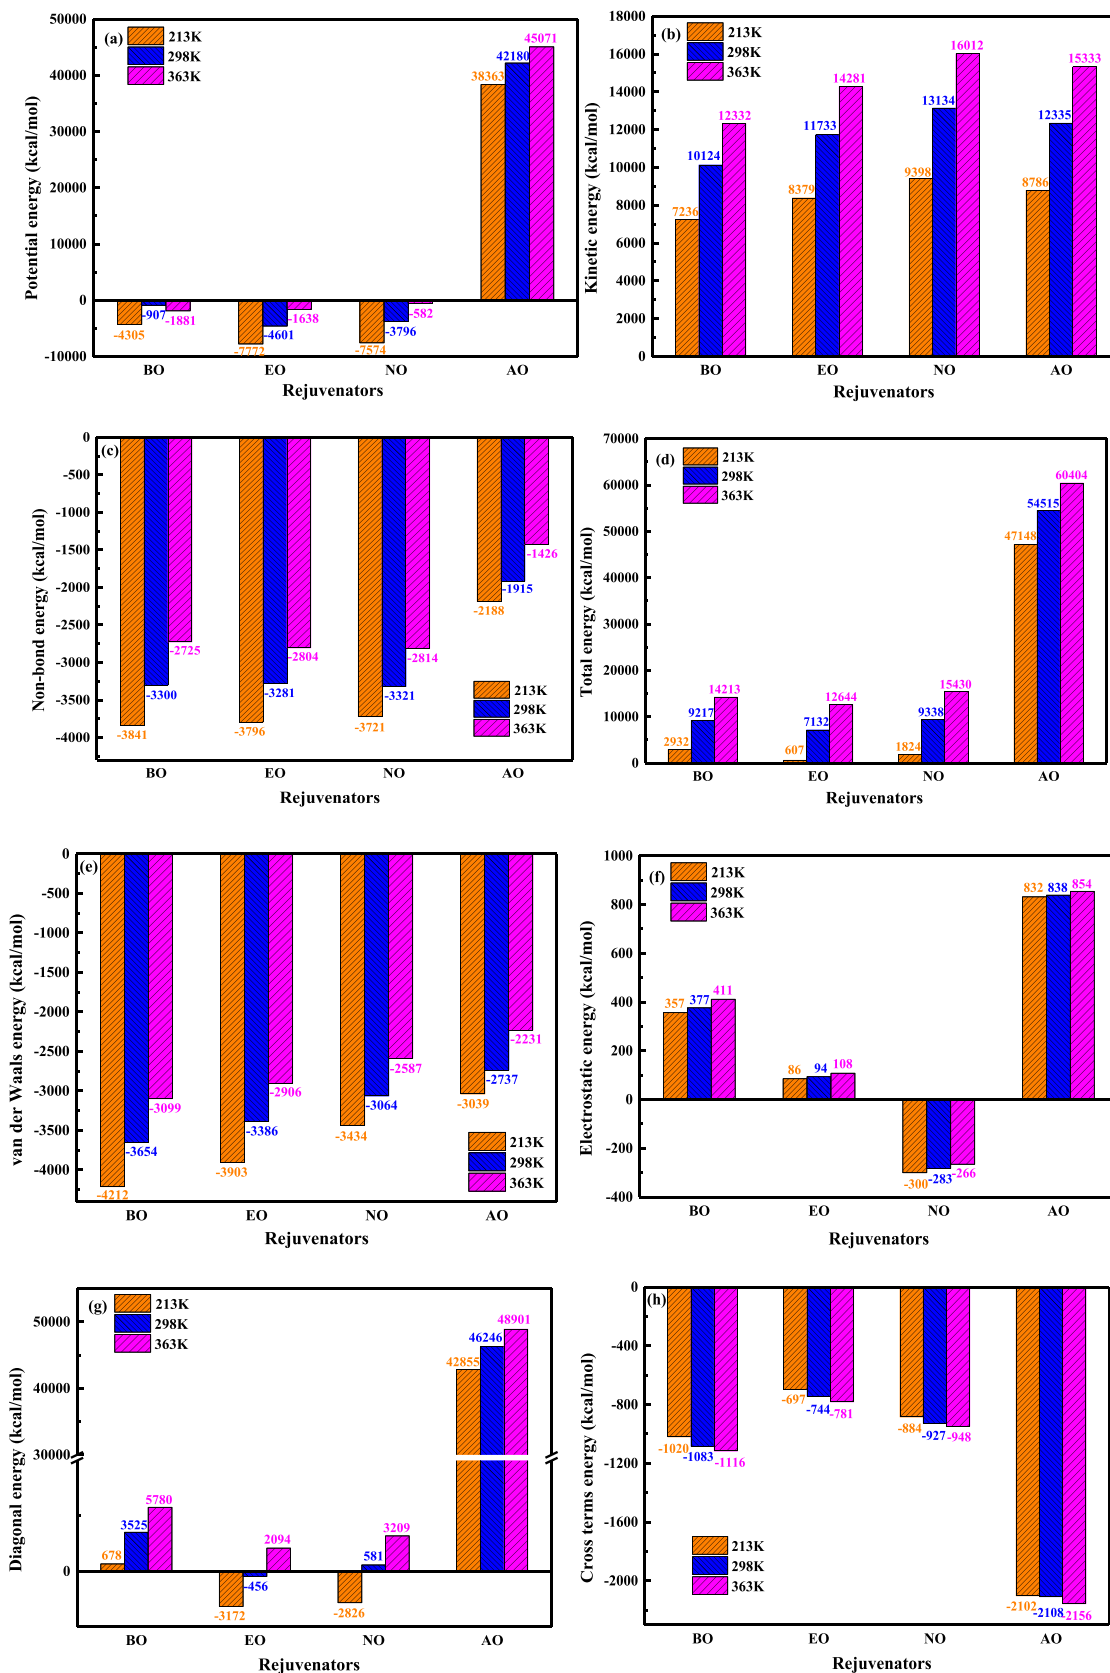 (a)
213K
298K
363K
50000
40000
30000
20000
10000
0
-10000
Potential energy (kcal/mol)
-4305
-907
-1881
-7772
-4601
-1638
-7574
-3796
-582
38363
42180
45071
BO EO NO AO
Rejuvenators
(b)
213K
298K
363K
18000
16000
14000
12000
10000
8000
6000
4000
2000
0
Kinetic energy (kcal/mol)
7236
10124
12332
8379
11733
14281
9398
13134
16012
8786
12335
15333
BO EO NO AO
Rejuvenators
(c)
0
-500
-1000
-1500
-2000
-2500
-3000
-3500
-4000
Non-bond energy (kcal/mol)
-3841
-3300
-2725
-3796
-3281
-2804
-3721
-3321
-2814
-2188
-1915
-1426
213K
298K
363K
BO EO NO AO
Rejuvenators
(d)
213K
298K
363K
70000
60000
50000
40000
30000
20000
10000
0
Total energy (kcal/mol)
2932
9217
14213
607
7132
12644
1824
9338
15430
47148
54515
60404
BO EO NO AO
Rejuvenators
(e)
0
-500
-1000
-1500
-2000
-2500
-3000
-3500
-4000
van der Waals energy (kcal/mol)
-4212
-3654
-3099
-3903
-3386
-2906
-3434
-3064
-2587
-3039
-2737
-2231
213K
298K
363K
BO EO NO AO
Rejuvenators
(f)
213K
298K
363K
1000
800
600
400
200
0
-200
-400
Electrostatic energy (kcal/mol)
357
377
411
86
94
108
-300
-283
-266
832
838
854
BO EO NO AO
Rejuvenators
(g)
213K
298K
363K
50000
40000
30000
0
Diagonal energy (kcal/mol)
678
3525
5780
-3172
-456
2094
-2826
581
3209
42855
46246
48901
BO EO NO AO
Rejuvenators
(h)
0
-400
-800
-1200
-1600
-2000
Cross terms energy (kcal/mol)
-1020
-1083
-1116
-697
-744
-781
-884
-927
-948
-2102
-2108
-2156
213K
298K
363K
BO EO NO AO
Rejuvenators